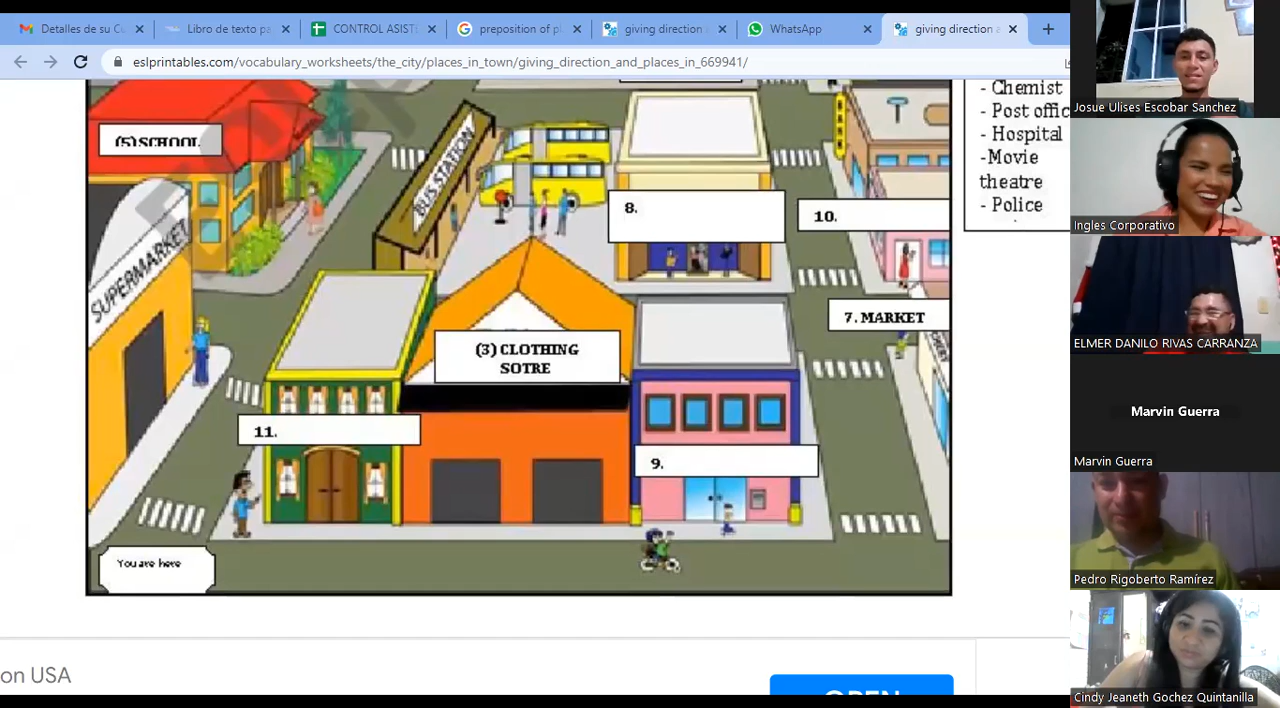 Detalles de su C
Libro de texto pa
CONTROL ASIST
preposition of pl
giving direction a
WhatsApp
giving direction a
eslprintables.com/vocabulary_worksheets/the_city/places_in_town/giving_direction_and_places_in_669941/
(5) SCHOOL
BUS STATION
SUPERMARKET
BANK
8.
10.
7. MARKET
(3) CLOTHING
SOTRE
11.
9.
You are here
- Chemist
- Post offic
- Hospital
-Movie
theatre
- Police
on USA
OPEN
Josue Ulises Escobar Sanchez
Ingles Corporativo
ELMER DANILO RIVAS CARRANZA
Marvin Guerra
Marvin Guerra
Pedro Rigoberto Ramírez
Cindy Jeaneth Gochez Quintanilla